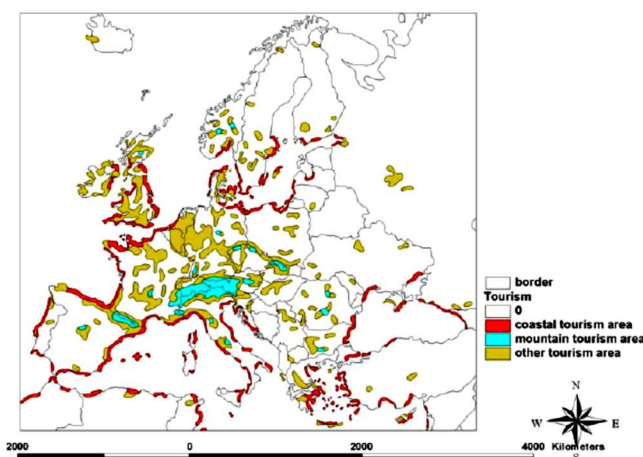 border
Tourism
0
coastal tourism area
mountain tourism area
other tourism area
N
W E
S
2000 0 2000 4000 Kilometers